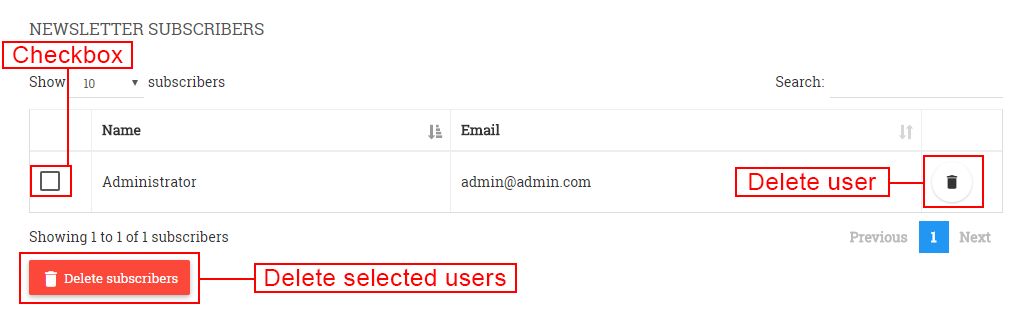 NEWSLETTER SUBSCRIBERS
Checkbox
Show 10 subscribers Search:
Name Email
Administrator admin@admin.com Delete user
Showing 1 to 1 of 1 subscribers Previous 1 Next
Delete subscribers Delete selected users